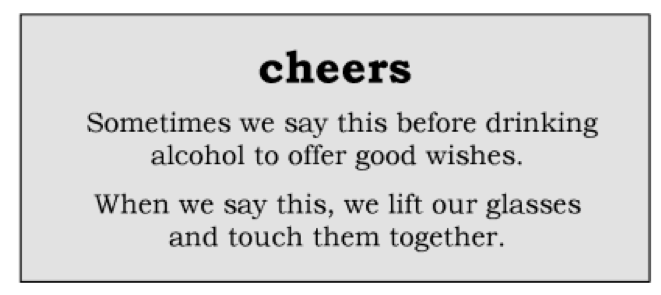 cheers
Sometimes we say this before drinking
alcohol to offer good wishes.
When we say this, we lift our glasses
and touch them together.